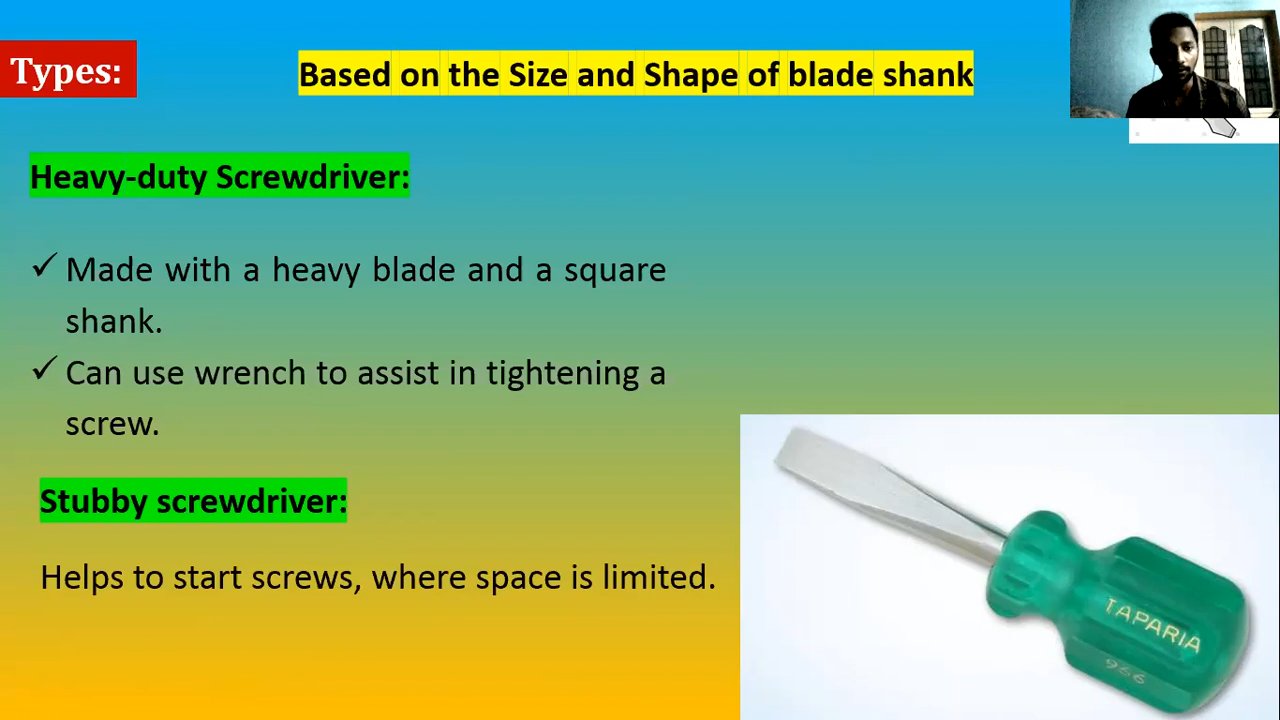 Types:
Based on the Size and Shape of blade shank
Heavy-duty Screwdriver:
✓ Made with a heavy blade and a square
shank.
✓ Can use wrench to assist in tightening a
screw.
Stubby screwdriver:
Helps to start screws, where space is limited.
TAPARIA
966